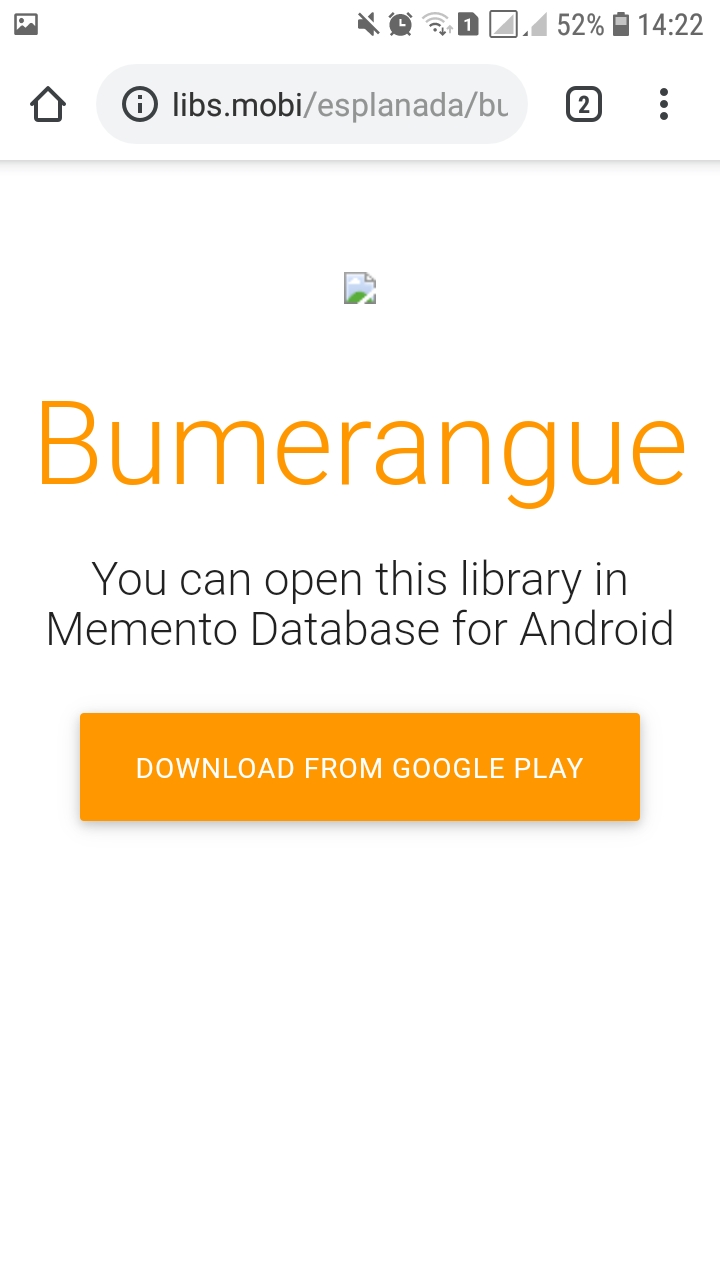 1 52% 14:22
libs.mobi/esplanada/bu
2
Bumerangue
You can open this library in
Memento Database for Android
DOWNLOAD FROM GOOGLE PLAY